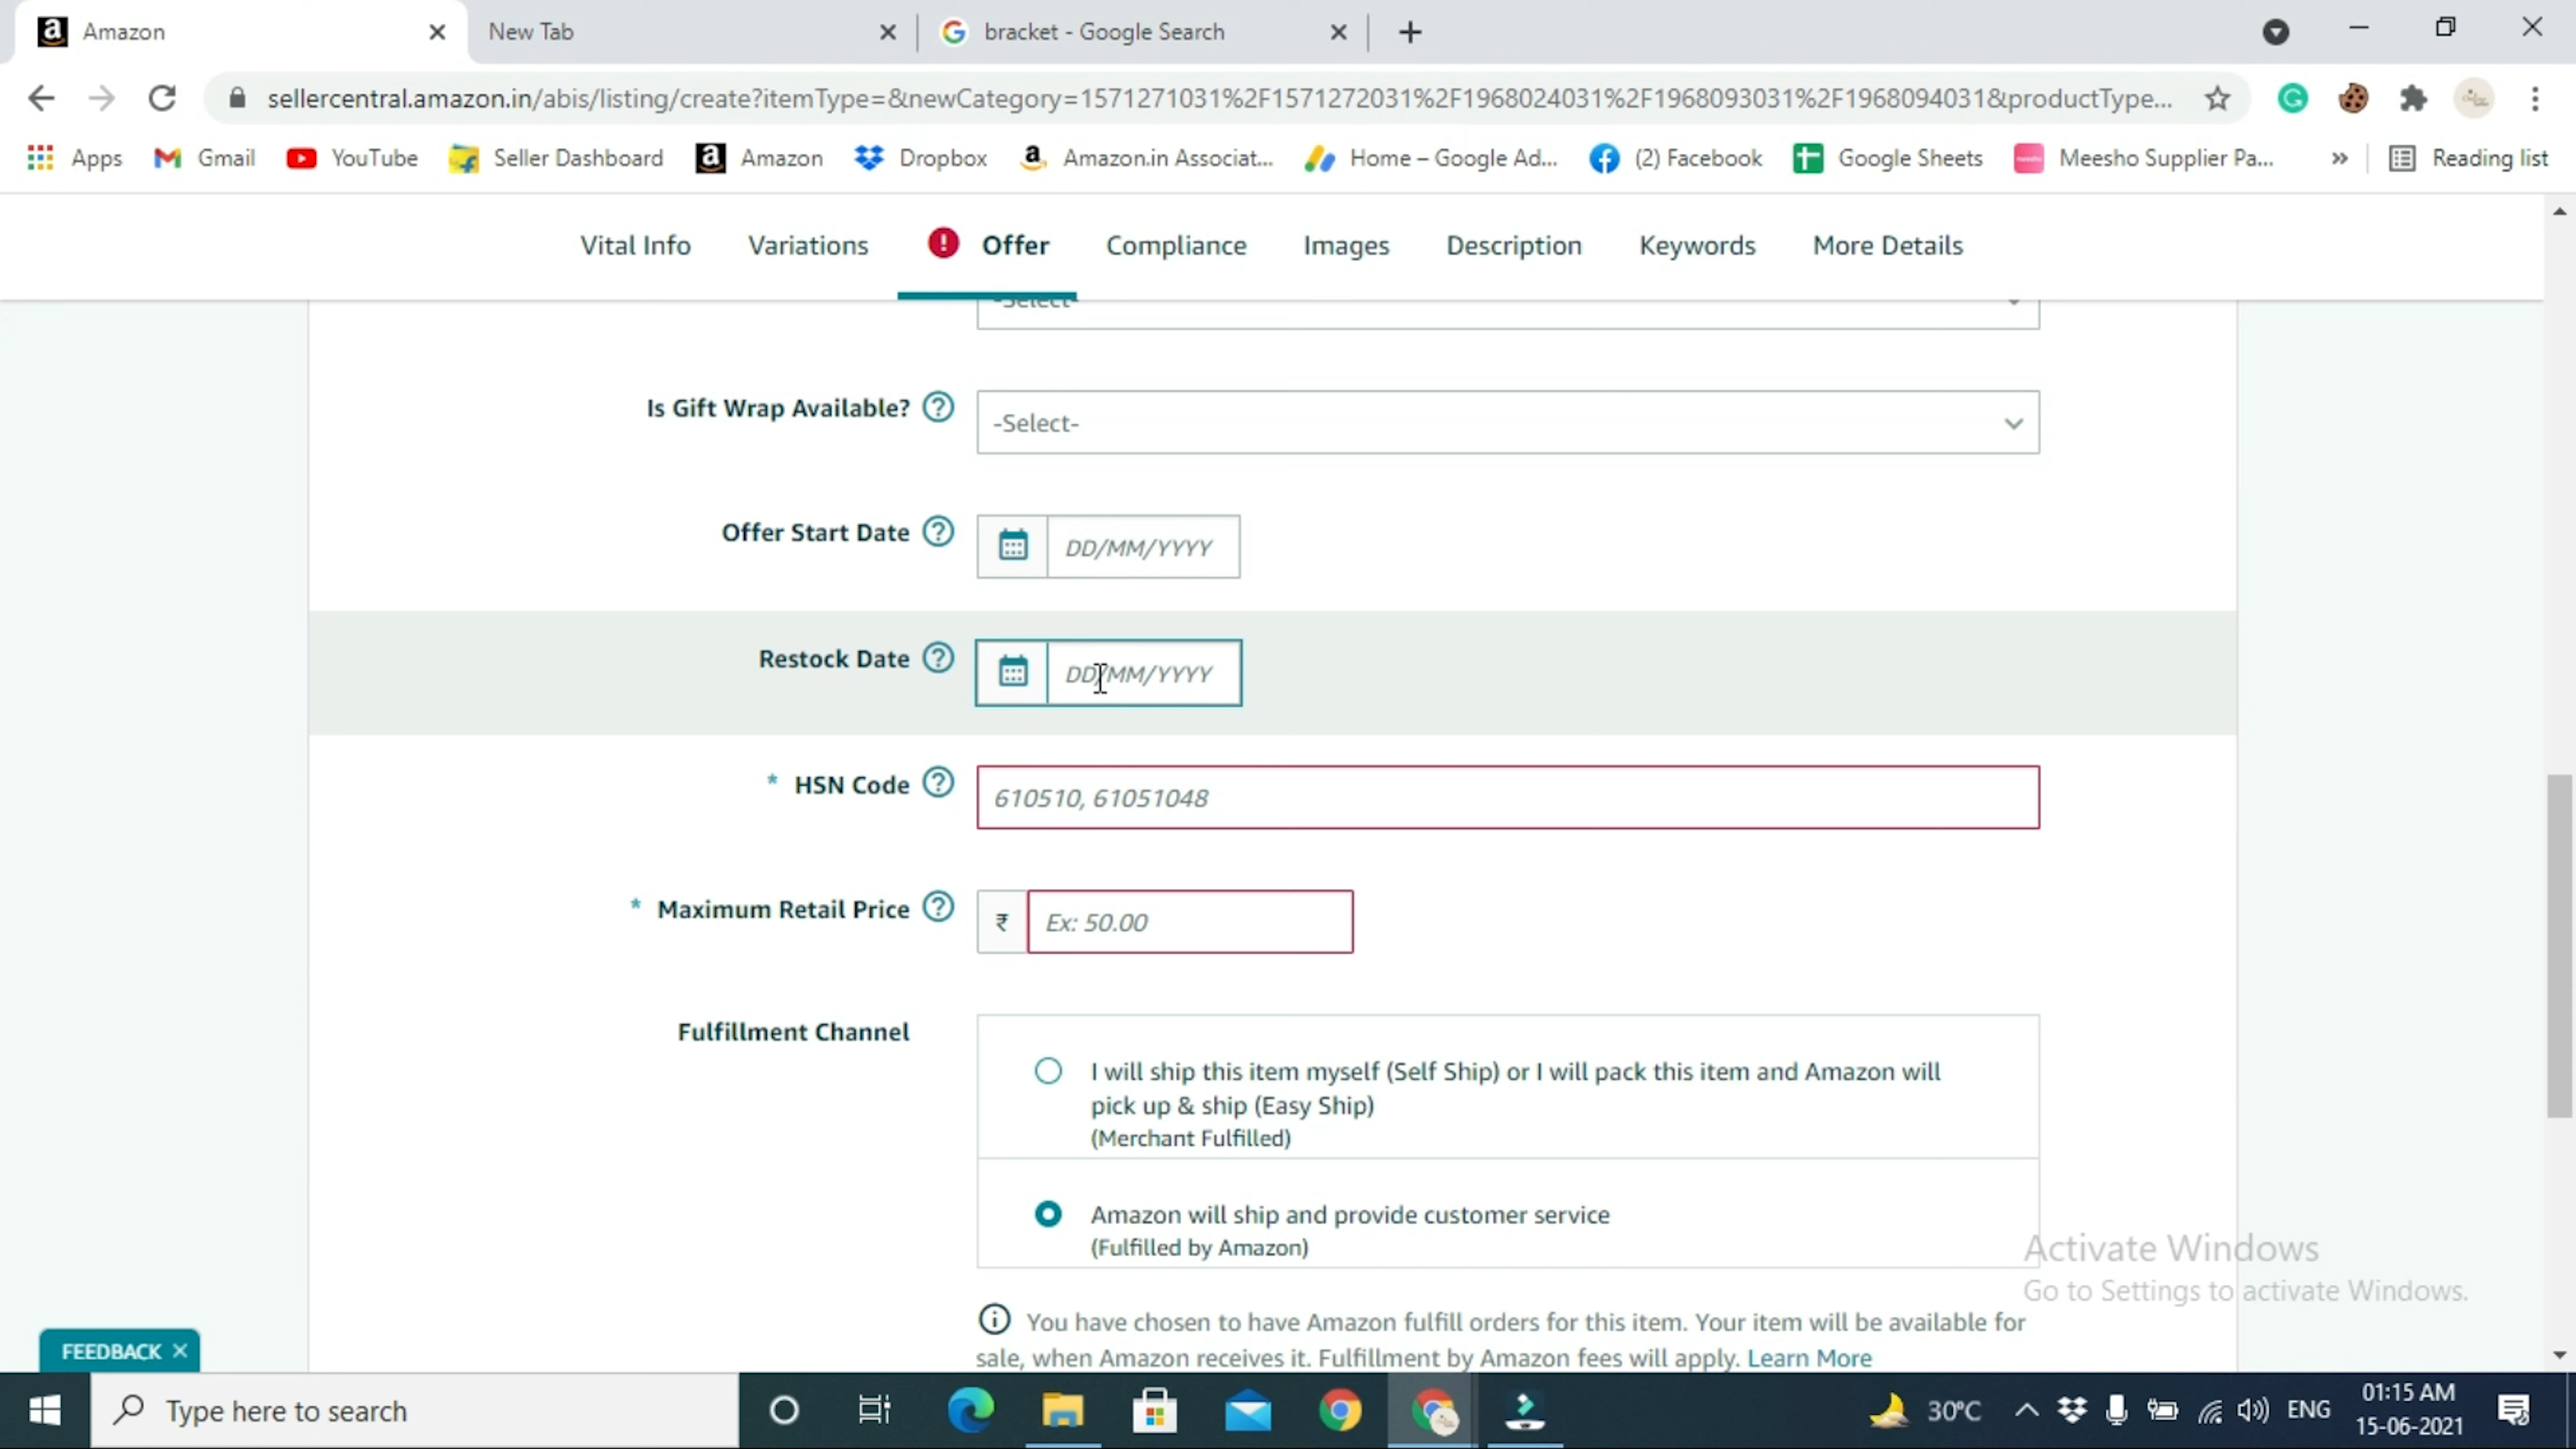 Amazon
New Tab
bracket - Google Search
sellercentral.amazon.in/abis/listing/create?itemType=&newCategory=1571271031%2F1571272031%2F1968024031%2F1968093031%2F1968094031&productType...
Apps Gmail YouTube Seller Dashboard Amazon Dropbox Amazon.in Associat... Home – Google Ad... (2) Facebook Google Sheets Meesho Supplier Pa... » Reading list
Vital Info Variations Offer Compliance Images Description Keywords More Details
-Select-
Is Gift Wrap Available? -Select-
Offer Start Date DD/MM/YYYY
Restock Date DD/MM/YYYY
* HSN Code 610510, 61051048
* Maximum Retail Price ₹ Ex: 50.00
Fulfillment Channel
I will ship this item myself (Self Ship) or I will pack this item and Amazon will
pick up & ship (Easy Ship)
(Merchant Fulfilled)
Amazon will ship and provide customer service
(Fulfilled by Amazon)
Activate Windows
Go to Settings to activate Windows.
You have chosen to have Amazon fulfill orders for this item. Your item will be available for
sale, when Amazon receives it. Fulfillment by Amazon fees will apply. Learn More
FEEDBACK
Type here to search
30°C
ENG
01:15 AM
15-06-2021